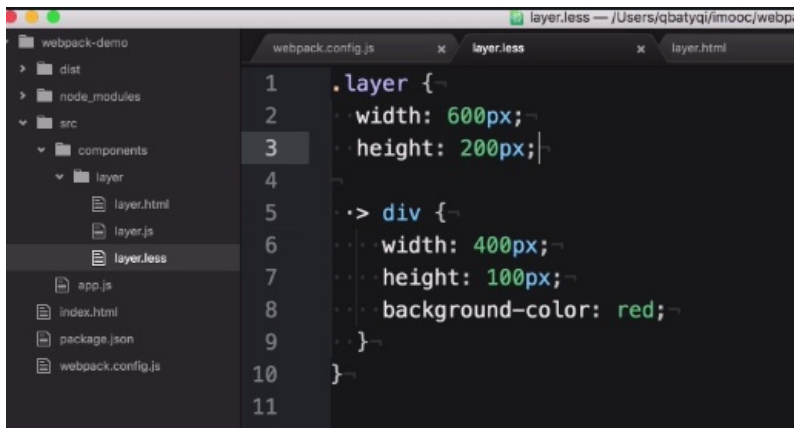 layer.less — /Users/qbatyqi/imooc/webpa
webpack-demo
dist
node_modules
src
components
layer
layer.html
layer.js
layer.less
app.js
index.html
package.json
webpack.config.js
webpack.config.js x layer.less x layer.html
1 .layer {
2 width: 600px;
3 height: 200px;
4
5 > div {
6 width: 400px;
7 height: 100px;
8 background-color: red;
9 }
10 }
11